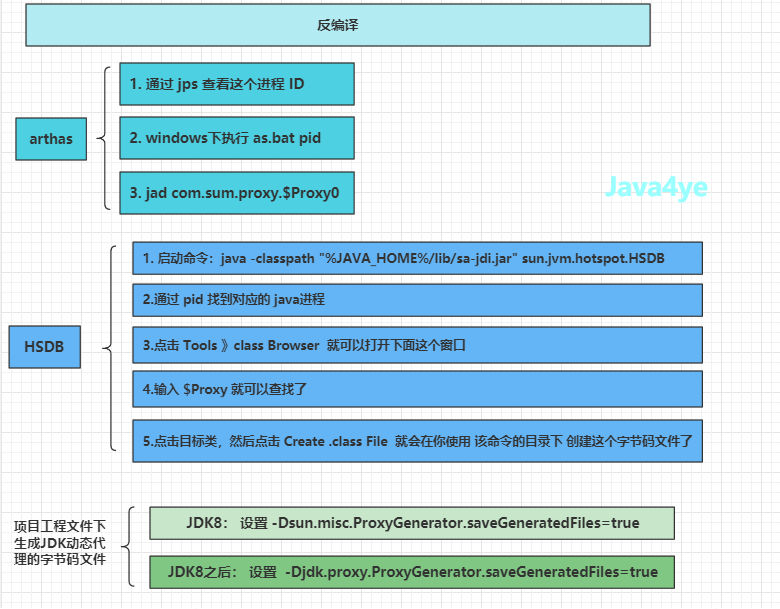 反编译
arthas
1. 通过 jps 查看这个进程 ID
2. windows下执行 as.bat pid
3. jad com.sum.proxy.$Proxy0
Java4ye
HSDB
1. 启动命令：java -classpath "%JAVA_HOME%/lib/sa-jdi.jar" sun.jvm.hotspot.HSDB
2.通过 pid 找到对应的 java进程
3.点击 Tools 》class Browser 就可以打开下面这个窗口
4.输入 $Proxy 就可以查找了
5.点击目标类，然后点击 Create .class File 就会在你使用 该命令的目录下 创建这个字节码文件了
项目工程文件下
生成JDK动态代
理的字节码文件
JDK8： 设置 -Dsun.misc.ProxyGenerator.saveGeneratedFiles=true
JDK8之后： 设置 -Djdk.proxy.ProxyGenerator.saveGeneratedFiles=true